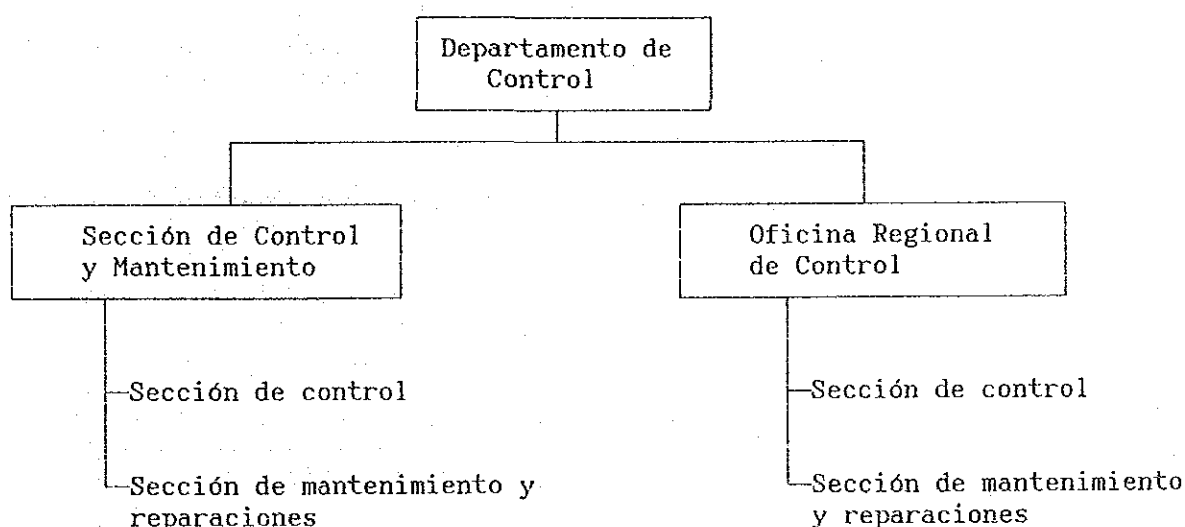 Departamento de
Control
Sección de Control
y Mantenimiento
Oficina Regional
de Control
Sección de control
Sección de mantenimiento y
reparaciones
Sección de control
Sección de mantenimiento
y reparaciones